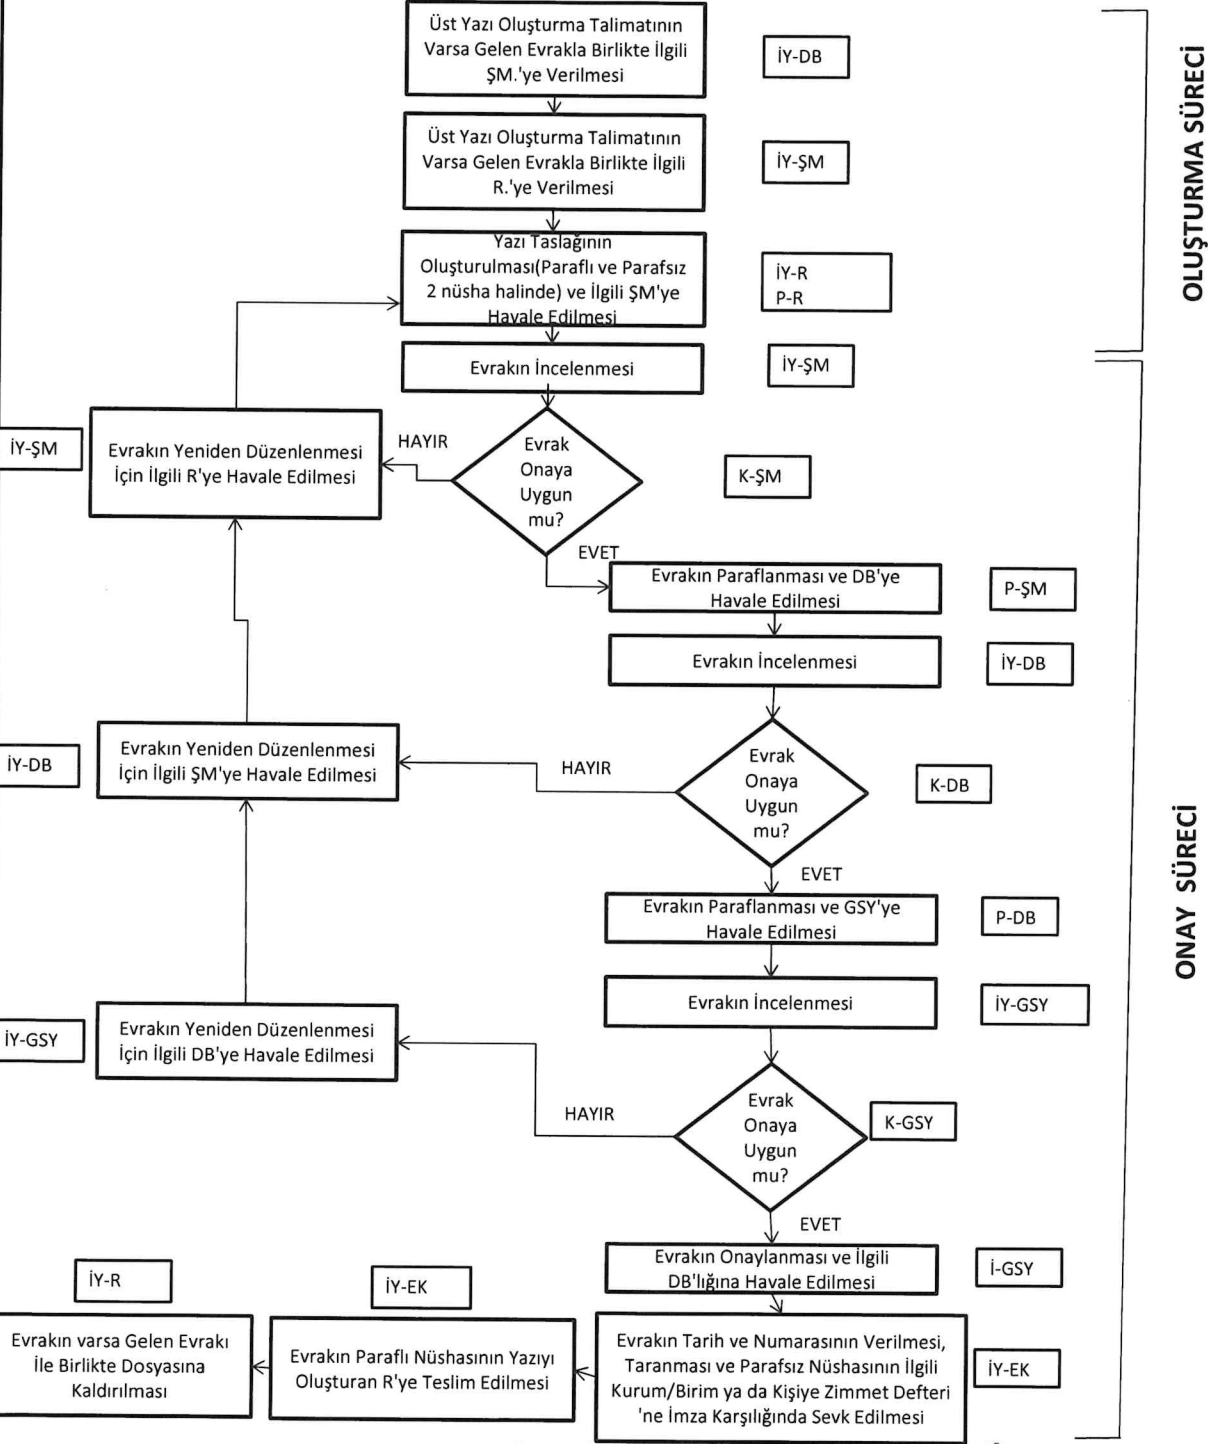 Üst Yazı Oluşturma Talimatının
Varsa Gelen Evrakla Birlikte İlgili
ŞM.'ye Verilmesi
İY-DB
Üst Yazı Oluşturma Talimatının
Varsa Gelen Evrakla Birlikte İlgili
R.'ye Verilmesi
İY-ŞM
Yazı Taslağının
Oluşturulması(Paraflı ve Parafsız
2 nüsha halinde) ve İlgili ŞM'ye
Havale Edilmesi
İY-R
P-R
OLUŞTURMA SÜRECİ
Evrakın İncelenmesi
İY-ŞM
Evrak
Onaya
Uygun
mu?
K-ŞM
HAYIR
Evrakın Yeniden Düzenlenmesi
İçin İlgili R'ye Havale Edilmesi
İY-ŞM
EVET
Evrakın Paraflanması ve DB'ye
Havale Edilmesi
P-ŞM
Evrakın İncelenmesi
İY-DB
Evrak
Onaya
Uygun
mu?
K-DB
HAYIR
Evrakın Yeniden Düzenlenmesi
İçin İlgili ŞM'ye Havale Edilmesi
İY-DB
EVET
Evrakın Paraflanması ve GSY'ye
Havale Edilmesi
P-DB
ONAY SÜRECİ
Evrakın İncelenmesi
İY-GSY
Evrak
Onaya
Uygun
mu?
K-GSY
HAYIR
Evrakın Yeniden Düzenlenmesi
İçin İlgili DB'ye Havale Edilmesi
İY-GSY
EVET
Evrakın Onaylanması ve İlgili
DB'lığına Havale Edilmesi
İ-GSY
Evrakın Tarih ve Numarasının Verilmesi,
Taranması ve Parafsız Nüshasının İlgili
Kurum/Birim ya da Kişiye Zimmet Defteri
'ne İmza Karşılığında Sevk Edilmesi
İY-EK
İY-EK
Evrakın Paraflı Nüshasının Yazıyı
Oluşturan R'ye Teslim Edilmesi
İY-R
Evrakın varsa Gelen Evrakı
İle Birlikte Dosyasına
Kaldırılması